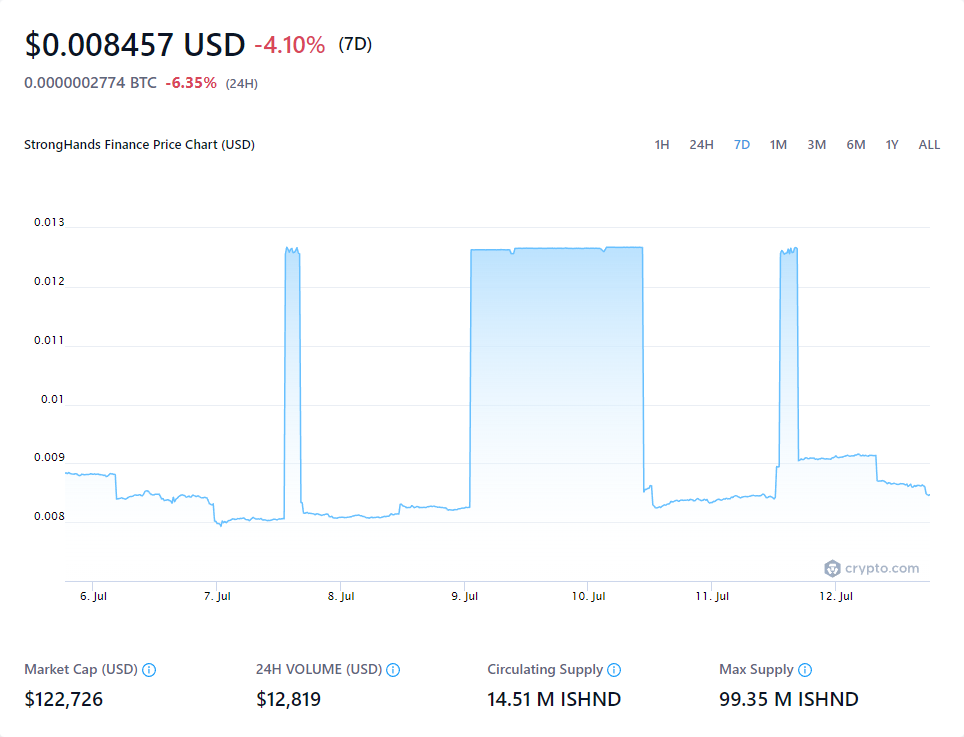 $0.008457 USD -4.10% (7D)
0.0000002774 BTC -6.35% (24H)
StrongHands Finance Price Chart (USD) 1H 24H 7D 1M 3M 6M 1Y ALL
0.013
0.012
0.011
0.01
0.009
0.008
crypto.com
6. Jul 7. Jul 8. Jul 9. Jul 10. Jul 11. Jul 12. Jul
Market Cap (USD) 24H VOLUME (USD) Circulating Supply Max Supply
$122,726 $12,819 14.51 M ISHND 99.35 M ISHND